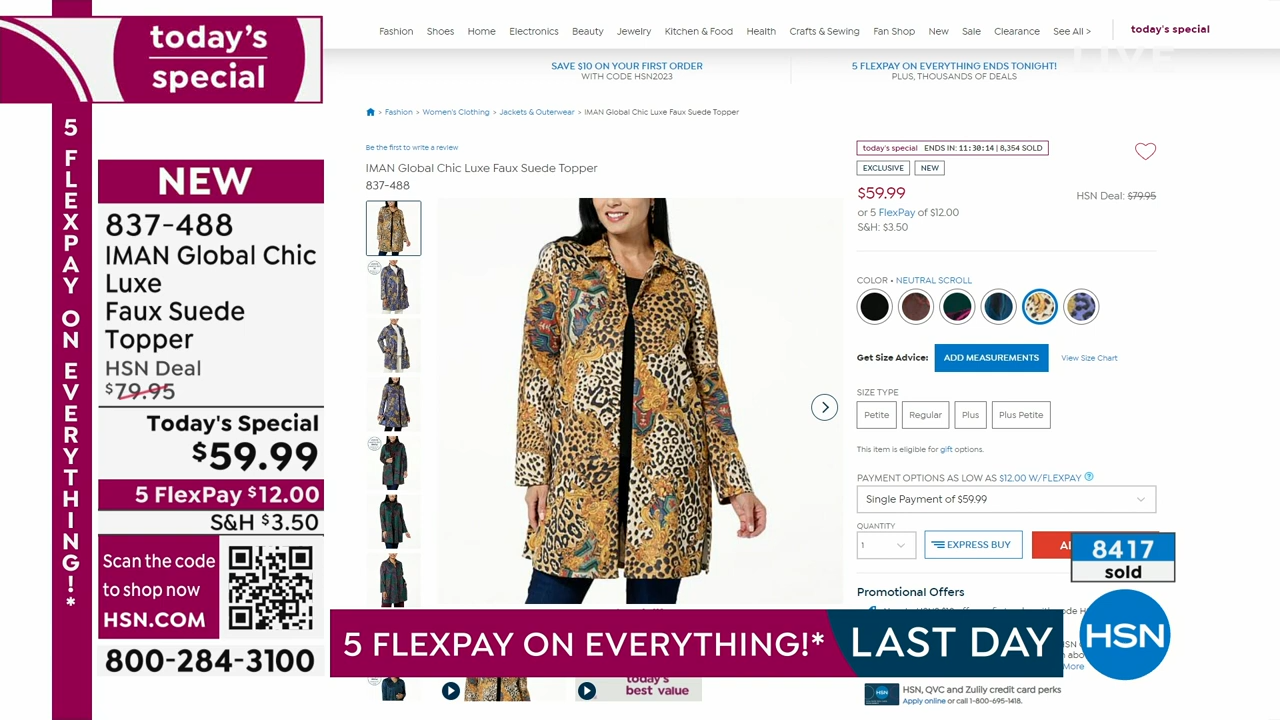 today's
special
5 FLEXPAY ON EVERYTHING!*
NEW
837-488
IMAN Global Chic
Luxe
Faux Suede
Topper
HSN Deal
$79.95
Today's Special
$59.99
5 FlexPay $12.00
S&H $3.50
Scan the code
to shop now
HSN.COM
800-284-3100
Fashion Shoes Home Electronics Beauty Jewelry Kitchen & Food Health Crafts & Sewing Fan Shop New Sale Clearance See All > today's special
LIVE
SAVE $10 ON YOUR FIRST ORDER
WITH CODE HSN2023
5 FLEXPAY ON EVERYTHING ENDS TONIGHT!
PLUS, THOUSANDS OF DEALS
> Fashion > Women's Clothing > Jackets & Outerwear > IMAN Global Chic Luxe Faux Suede Topper
Be the first to write a review
IMAN Global Chic Luxe Faux Suede Topper
837-488
today's special ENDS IN: 11:30:14 | 8,354 SOLD
EXCLUSIVE NEW
$59.99
HSN Deal: $79.95
or 5 FlexPay of $12.00
S&H: $3.50
COLOR • NEUTRAL SCROLL
Get Size Advice: ADD MEASUREMENTS View Size Chart
SIZE TYPE
Petite Regular Plus Plus Petite
This item is eligible for gift options.
PAYMENT OPTIONS AS LOW AS $12.00 W/FLEXPAY
Single Payment of $59.99
QUANTITY
1 EXPRESS BUY
8417
sold
Promotional Offers
5 FLEXPAY ON EVERYTHING!* LAST DAY
HSN
More
today's
best value
HSN, QVC and Zulily credit card perks
Apply online or call 1-800-695-1418.